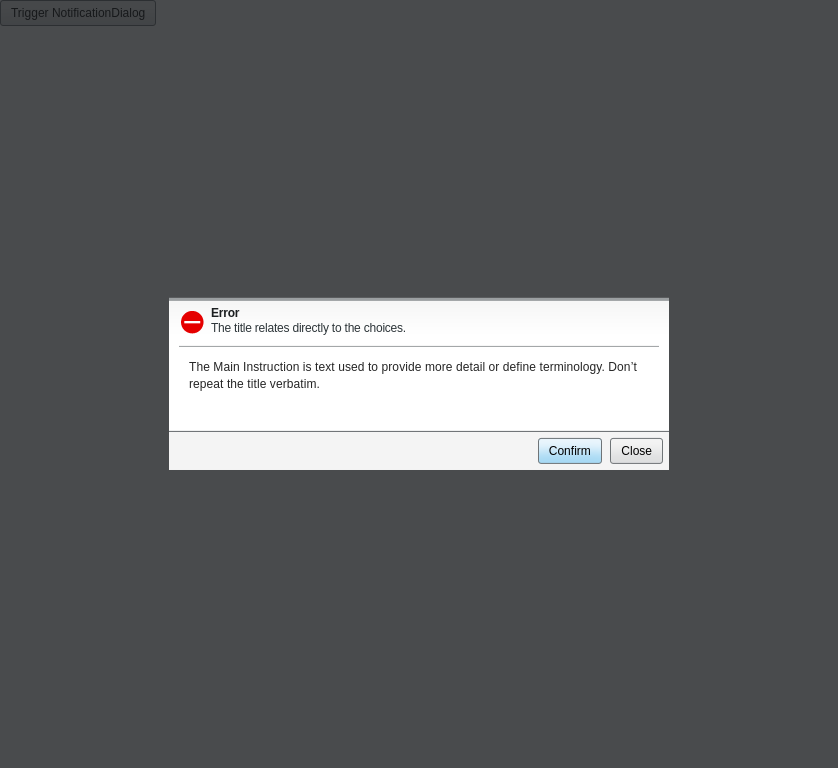 Trigger NotificationDialog
Error
The title relates directly to the choices.
The Main Instruction is text used to provide more detail or define terminology. Don’t
repeat the title verbatim.
Confirm Close